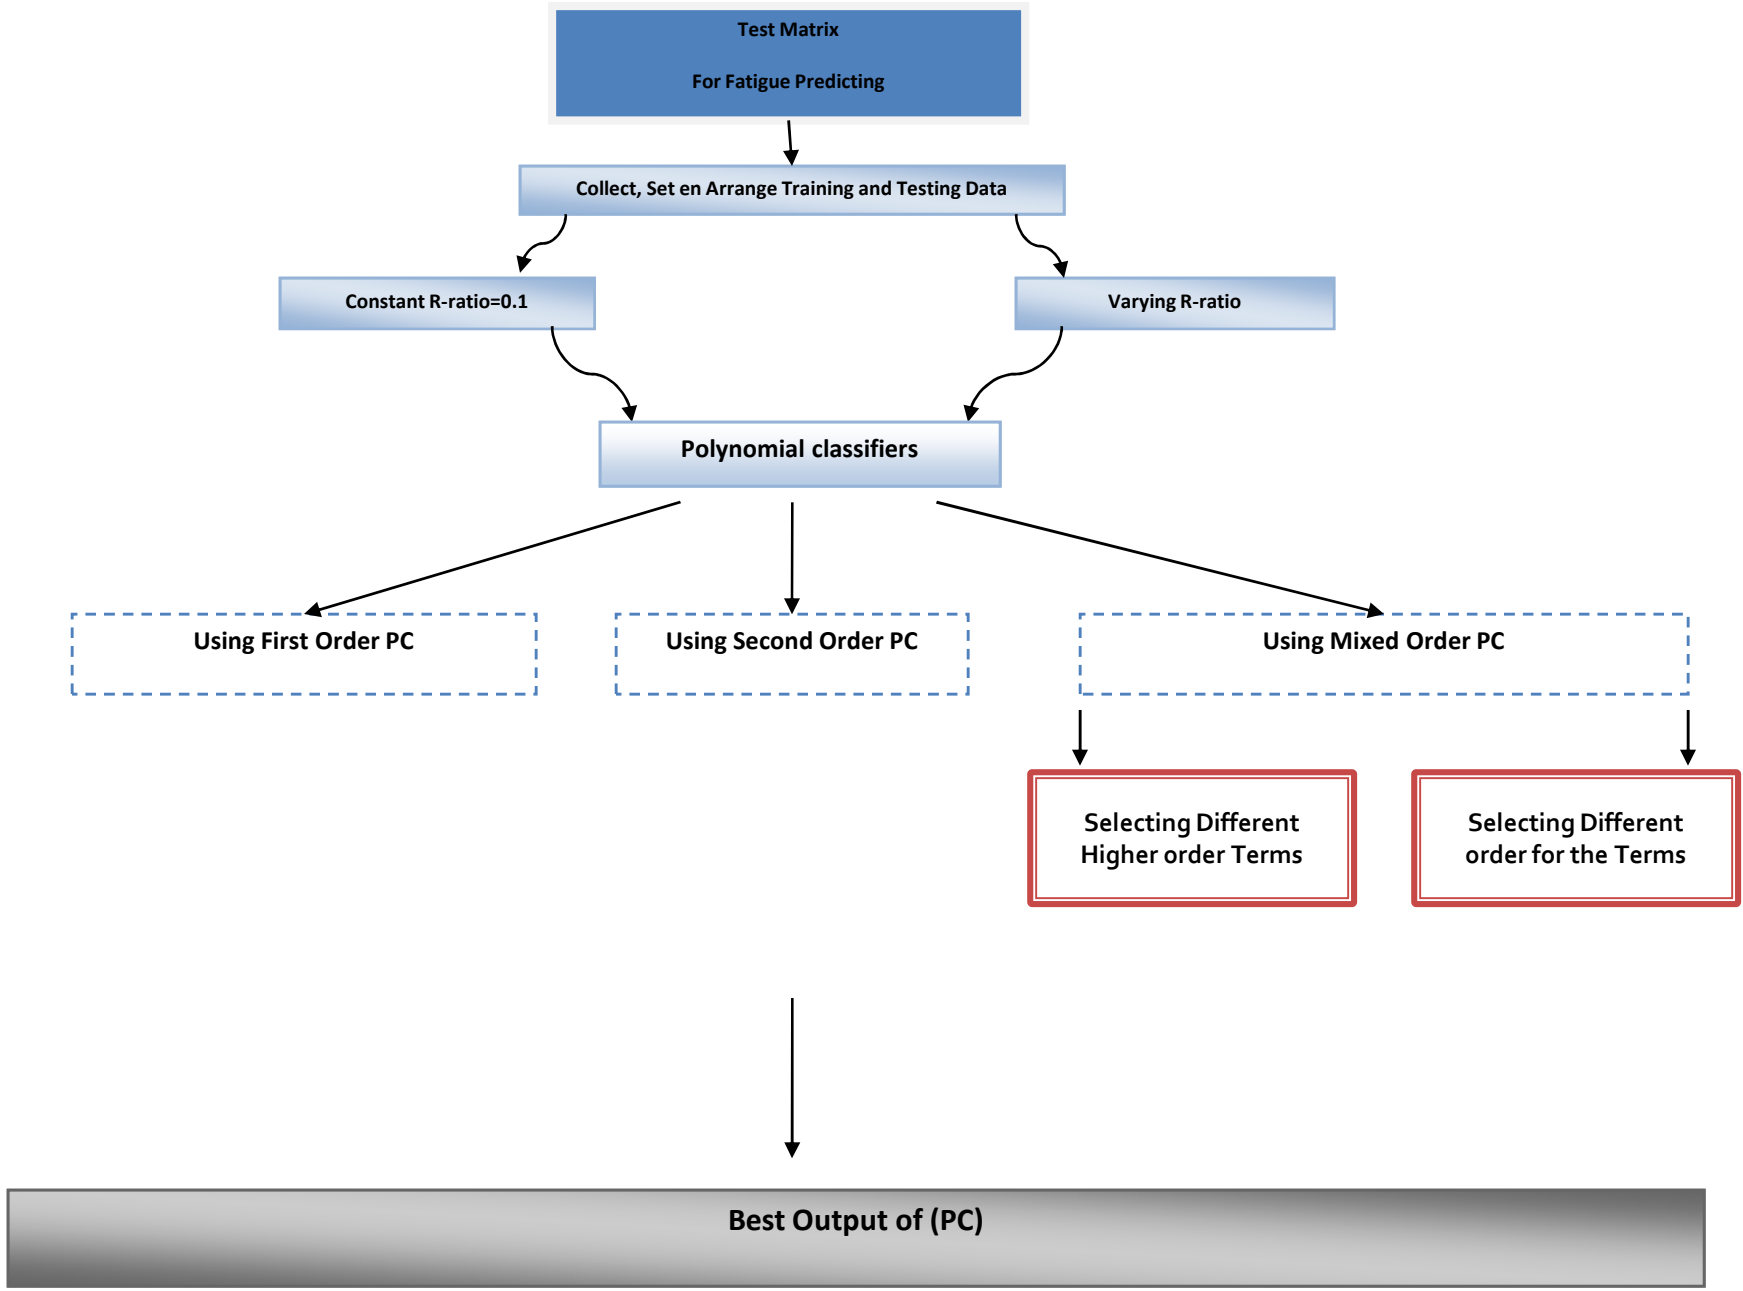 Test Matrix
For Fatigue Predicting
Collect, Set en Arrange Training and Testing Data
Constant R-ratio=0.1
Varying R-ratio
Polynomial classifiers
Using First Order PC
Using Second Order PC
Using Mixed Order PC
Selecting Different
Higher order Terms
Selecting Different
order for the Terms
Best Output of (PC)